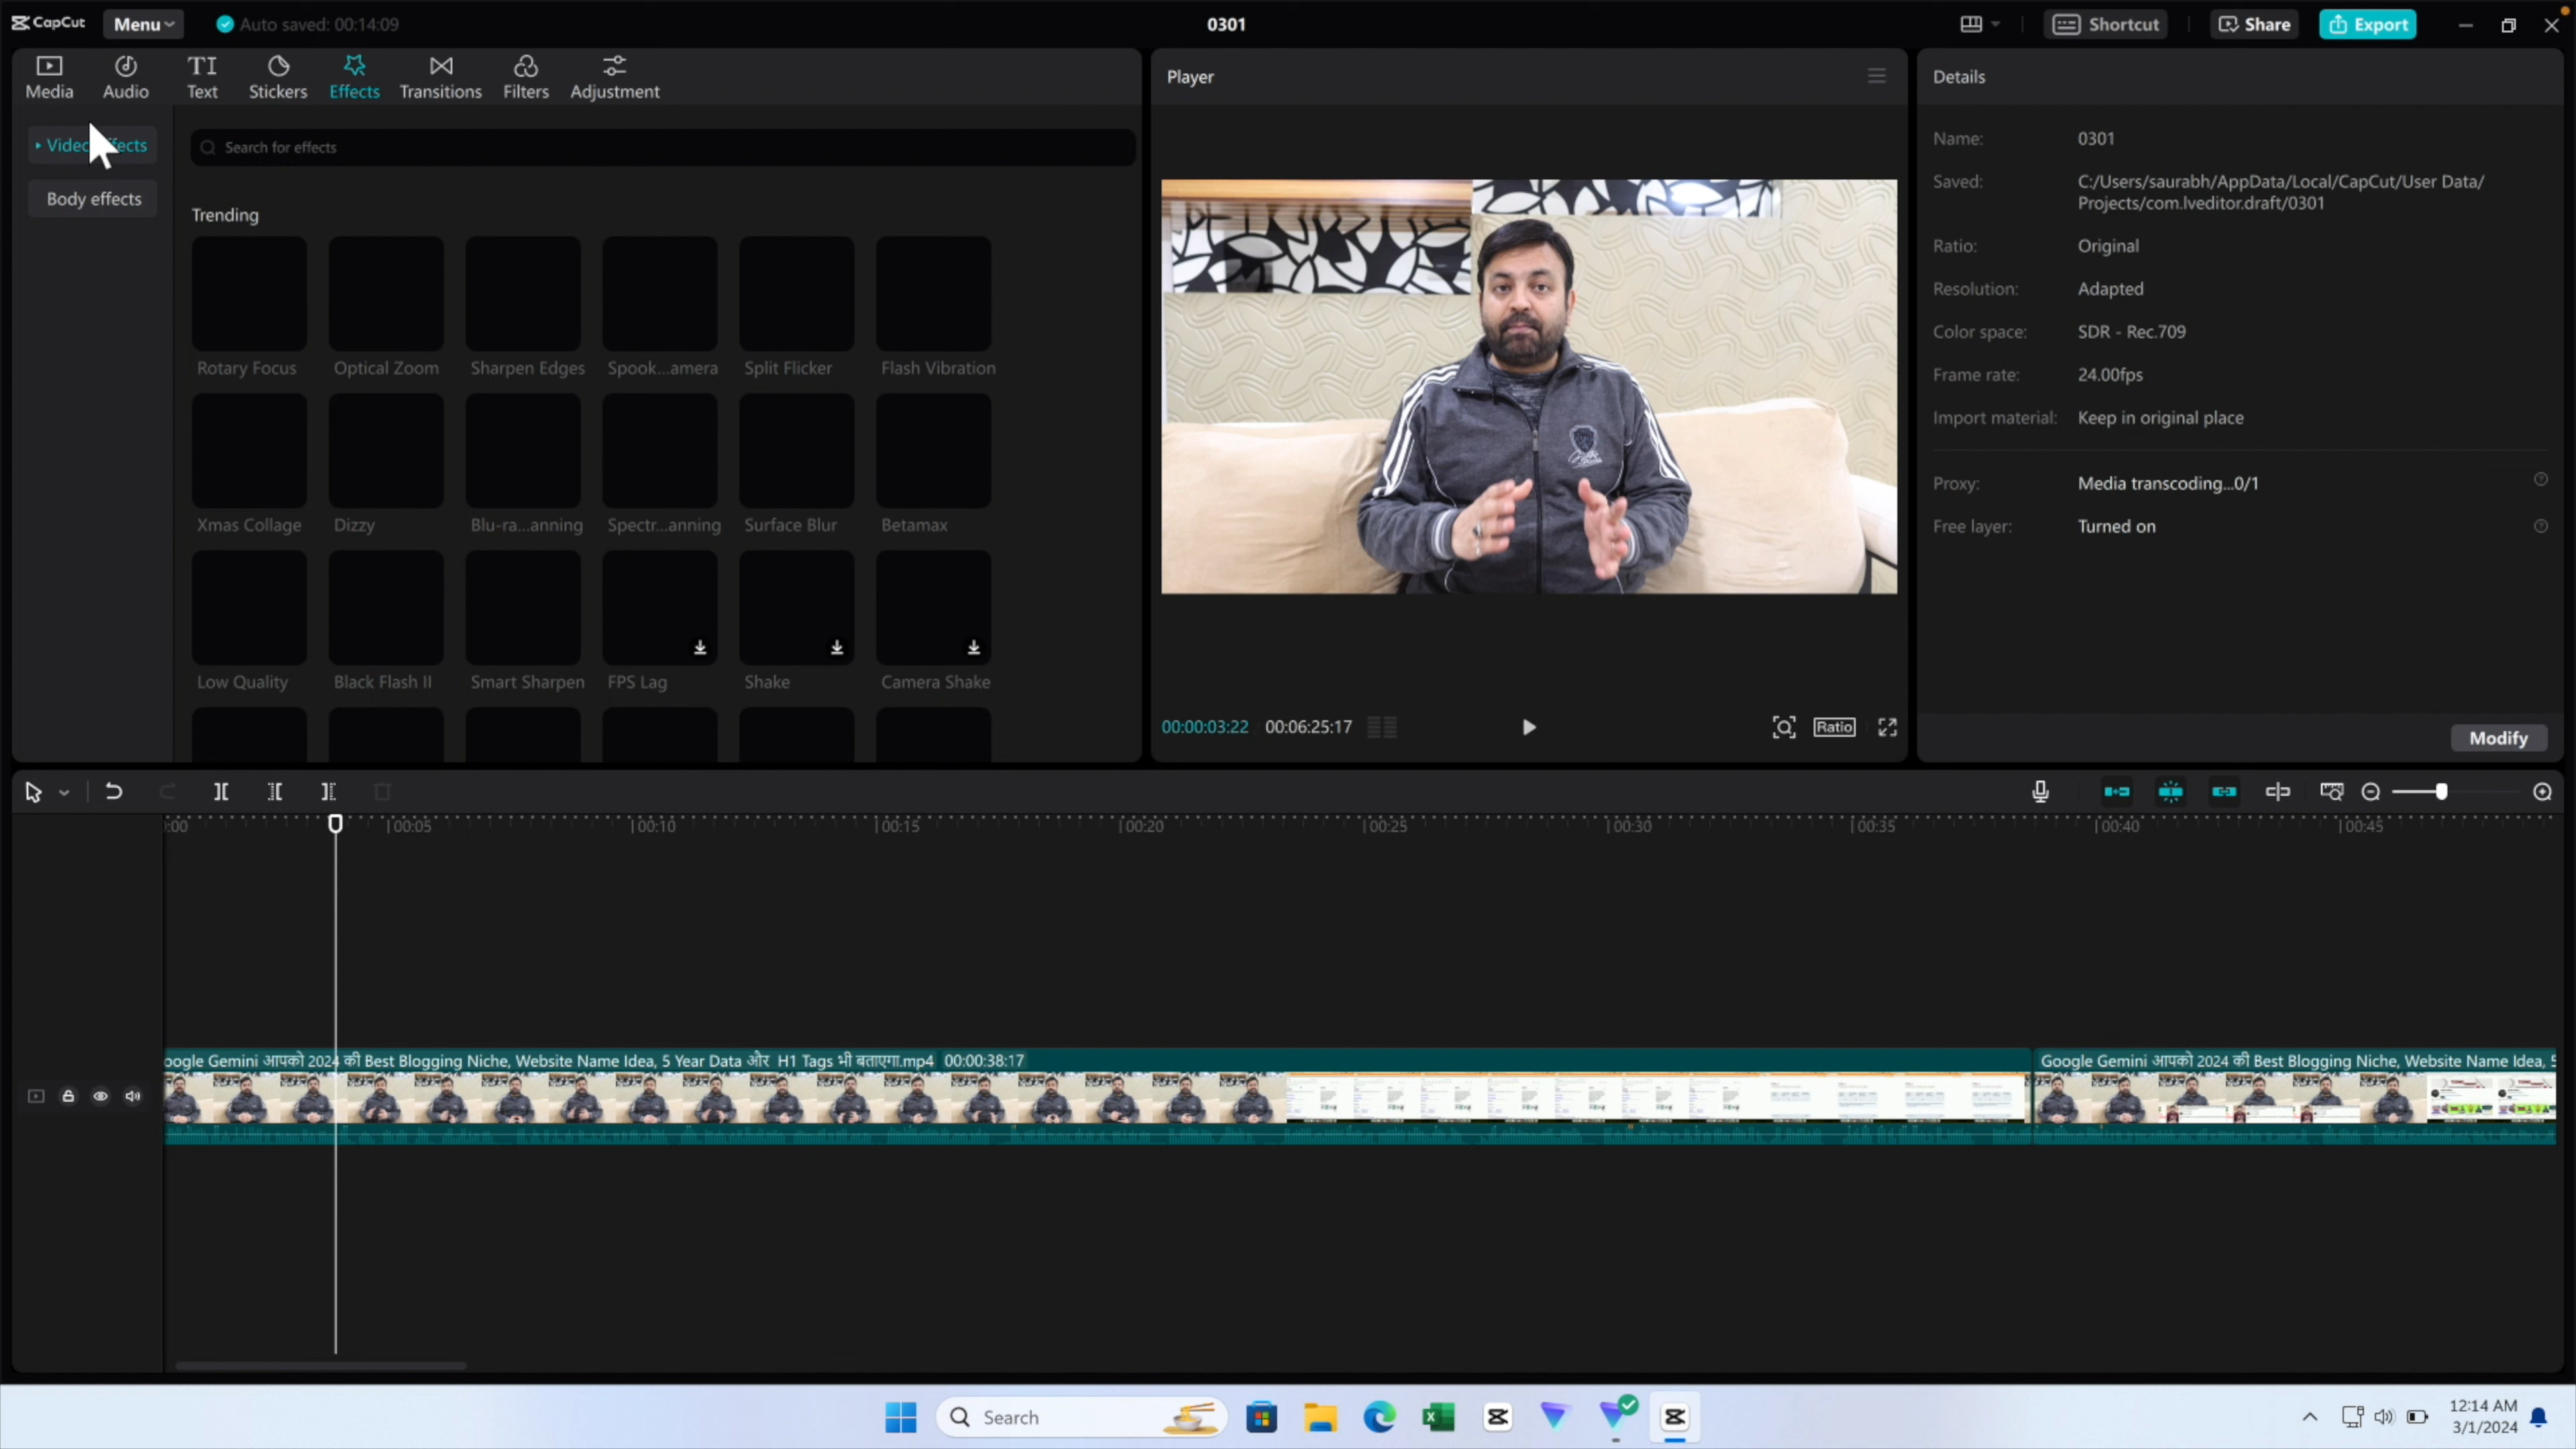 CapCut
Menu
Auto saved: 00:14:09
0301
Shortcut
Share
Export
Media
Audio
Text
Stickers
Effects
Transitions
Filters
Adjustment
Body effects
Search for effects
Trending
Rotary Focus
Optical Zoom
Sharpen Edges
Spook...amera
Split Flicker
Flash Vibration
Xmas Collage
Dizzy
Blu-ra...anning
Spectr...anning
Surface Blur
Betamax
Low Quality
Black Flash II
Smart Sharpen
FPS Lag
Shake
Camera Shake
Player
00:00:03:22
00:06:25:17
Ratio
Details
Name: 0301
Saved: C:/Users/saurabh/AppData/Local/CapCut/User Data/
Projects/com.lveditor.draft/0301
Ratio: Original
Resolution: Adapted
Color space: SDR - Rec.709
Frame rate: 24.00fps
Import material: Keep in original place
Proxy: Media transcoding...0/1
Free layer: Turned on
Modify
:00
00:05
00:10
00:15
00:20
00:25
00:30
00:35
00:40
00:45
oogle Gemini आपको 2024 की Best Blogging Niche, Website Name Idea, 5 Year Data और H1 Tags भी बताएगा.mp4 00:00:38:17
Google Gemini आपको 2024 की Best Blogging Niche, Website Name Idea, 5
Search
12:14 AM
3/1/2024